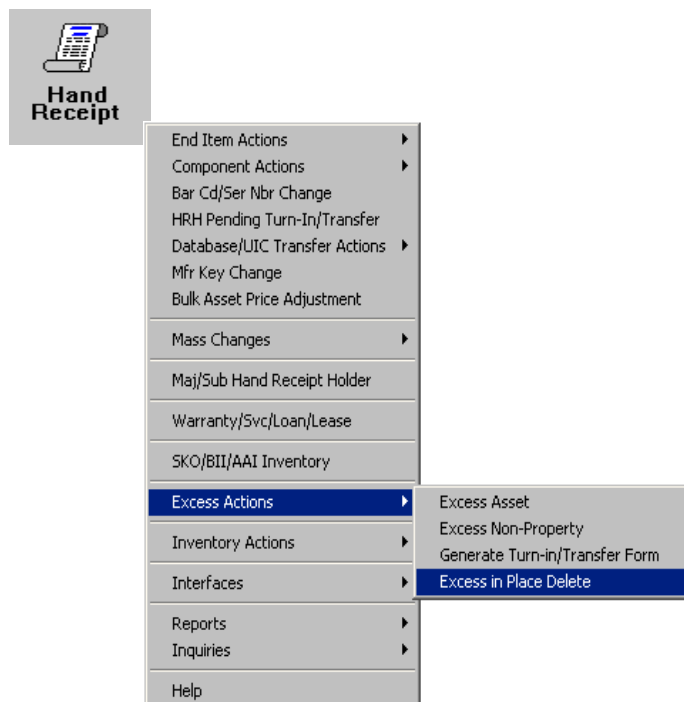 Hand
Receipt
End Item Actions
Component Actions
Bar Cd/Ser Nbr Change
HRH Pending Turn-In/Transfer
Database/UIC Transfer Actions
Mfr Key Change
Bulk Asset Price Adjustment
Mass Changes
Maj/Sub Hand Receipt Holder
Warranty/Svc/Loan/Lease
SKO/BII/AAI Inventory
Excess Actions
Excess Asset
Excess Non-Property
Generate Turn-in/Transfer Form
Excess in Place Delete
Inventory Actions
Interfaces
Reports
Inquiries
Help